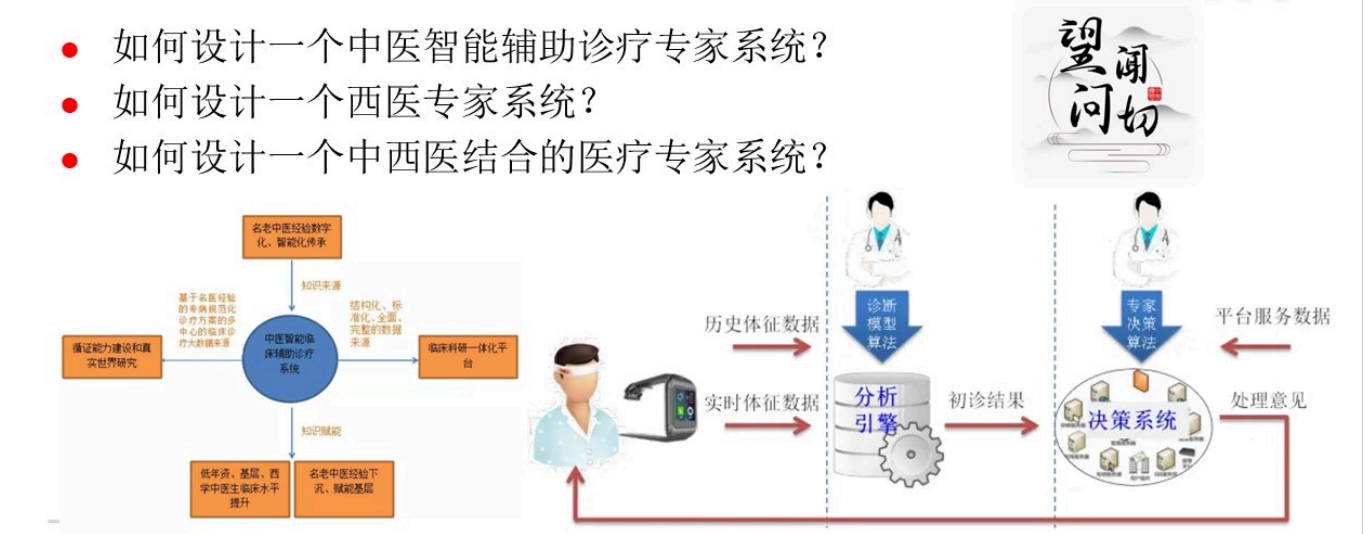 如何设计一个中医智能辅助诊疗专家系统？
如何设计一个西医专家系统？
如何设计一个中西医结合的医疗专家系统？
望闻
问切
名老中医经验数字
化、智能化传承
知识来源
基于名医经验
的专病规范化
诊疗方案的多
中心的临床诊
疗大数据来源
结构化、标
准化、全面、
完整的数据
来源
循证能力建设和真
实世界研究
中医智能临
床辅助诊疗
系统
临床科研一体化平
台
知识赋能
低年资、基层、西
学中医生临床水平
提升
名老中医经验下
沉、赋能基层
历史体征数据
实时体征数据
诊断
模型
算法
分析
引擎
初诊结果
专家
决策
算法
决策系统
平台服务数据
处理意见